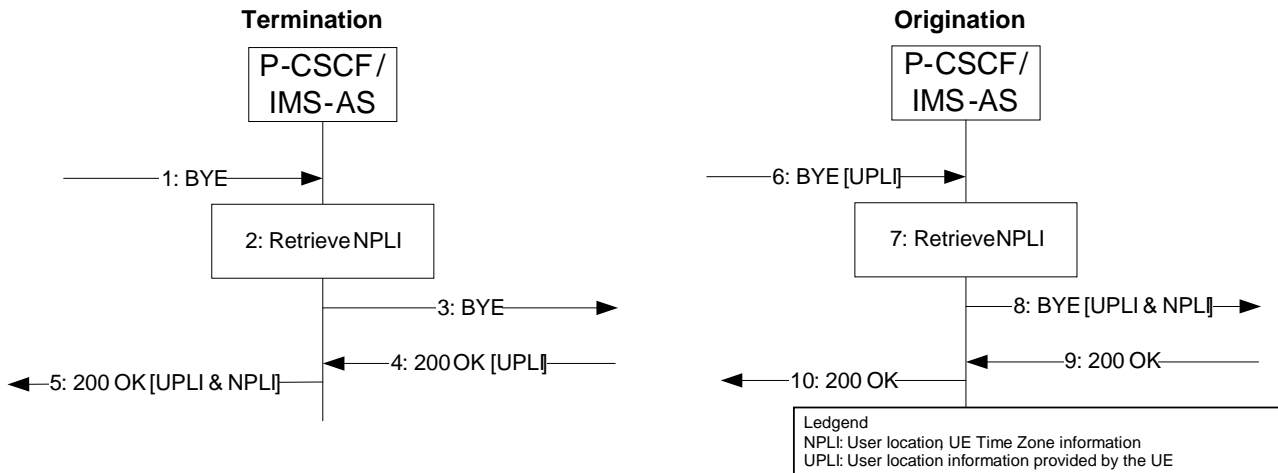 Termination
P-CSCF/
IMS-AS
1: BYE
2: Retrieve NPLI
3: BYE
4: 200 OK [UPLI]
5: 200 OK [UPLI & NPLI]
Origination
P-CSCF/
IMS-AS
6: BYE [UPLI]
7: Retrieve NPLI
8: BYE [UPLI & NPLI]
9: 200 OK
10: 200 OK
Ledgend
NPLI: User location, UE Time Zone information
UPLI: User location information provided by the UE